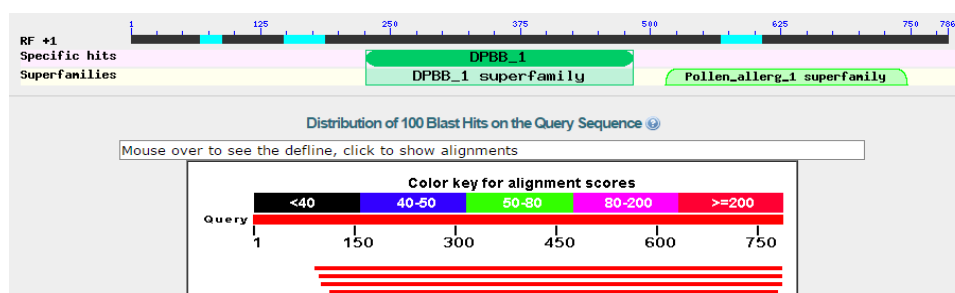 1 125 250 375 500 625 750 786
RF +1
Specific hits DPBB_1
Superfamilies DPBB_1 superfamily Pollen_allerg_1 superfamily
Distribution of 100 Blast Hits on the Query Sequence
Mouse over to see the defline, click to show alignments
Color key for alignment scores
<40 40-50 50-80 80-200 >=200
Query
1 150 300 450 600 750